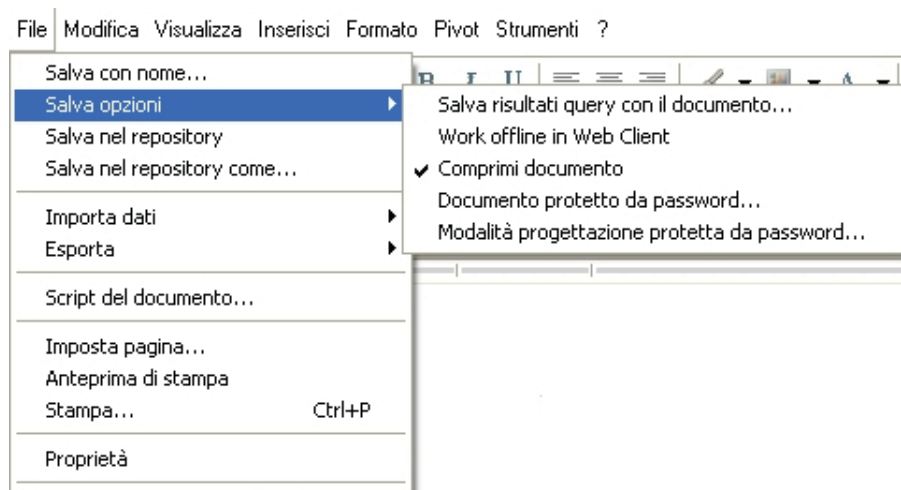 File Modifica Visualizza Inserisci Formato Pivot Strumenti ?
Salva con nome...
Salva opzioni
Salva nel repository
Salva nel repository come...
Importa dati
Esporta
Script del documento...
Imposta pagina...
Anteprima di stampa
Stampa... Ctrl+P
Proprietà
B I U
Salva risultati query con il documento...
Work offline in Web Client
Comprimi documento
Documento protetto da password...
Modalità progettazione protetta da password...